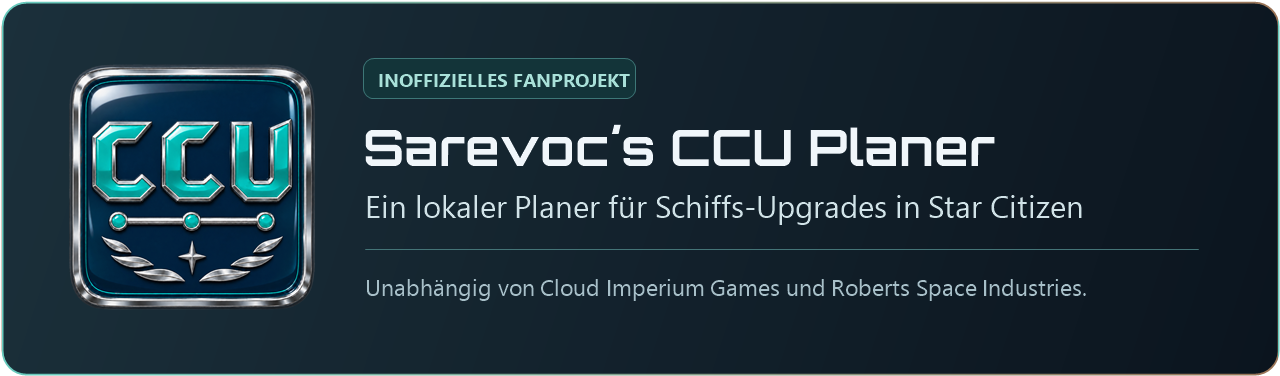 CCU
INOFFIZIELLES FANPROJEKT
Sarevoc's CCU Planer
Ein lokaler Planer für Schiffs-Upgrades in Star Citizen
Unabhängig von Cloud Imperium Games und Roberts Space Industries.